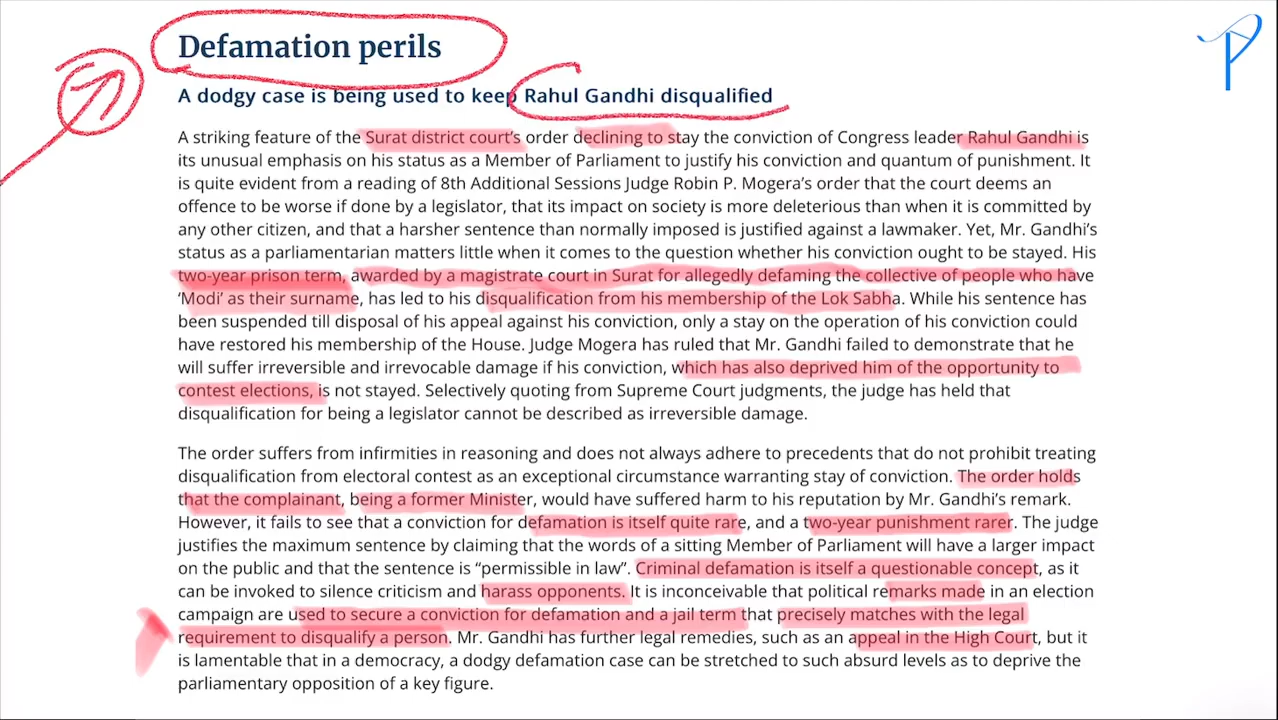 Defamation perils
A dodgy case is being used to keep Rahul Gandhi disqualified
A striking feature of the Surat district court's order declining to stay the conviction of Congress leader Rahul Gandhi is
its unusual emphasis on his status as a Member of Parliament to justify his conviction and quantum of punishment. It
is quite evident from a reading of 8th Additional Sessions Judge Robin P. Mogera's order that the court deems an
offence to be worse if done by a legislator, that its impact on society is more deleterious than when it is committed by
any other citizen, and that a harsher sentence than normally imposed is justified against a lawmaker. Yet, Mr. Gandhi's
status as a parliamentarian matters little when it comes to the question whether his conviction ought to be stayed. His
two-year prison term, awarded by a magistrate court in Surat for allegedly defaming the collective of people who have
‘Modi’ as their surname, has led to his disqualification from his membership of the Lok Sabha. While his sentence has
been suspended till disposal of his appeal against his conviction, only a stay on the operation of his conviction could
have restored his membership of the House. Judge Mogera has ruled that Mr. Gandhi failed to demonstrate that he
will suffer irreversible and irrevocable damage if his conviction, which has also deprived him of the opportunity to
contest elections, is not stayed. Selectively quoting from Supreme Court judgments, the judge has held that
disqualification for being a legislator cannot be described as irreversible damage.
The order suffers from infirmities in reasoning and does not always adhere to precedents that do not prohibit treating
disqualification from electoral contest as an exceptional circumstance warranting stay of conviction. The order holds
that the complainant, being a former Minister, would have suffered harm to his reputation by Mr. Gandhi's remark.
However, it fails to see that a conviction for defamation is itself quite rare, and a two-year punishment rarer. The judge
justifies the maximum sentence by claiming that the words of a sitting Member of Parliament will have a larger impact
on the public and that the sentence is “permissible in law”. Criminal defamation is itself a questionable concept, as it
can be invoked to silence criticism and harass opponents. It is inconceivable that political remarks made in an election
campaign are used to secure a conviction for defamation and a jail term that precisely matches with the legal
requirement to disqualify a person. Mr. Gandhi has further legal remedies, such as an appeal in the High Court, but it
is lamentable that in a democracy, a dodgy defamation case can be stretched to such absurd levels as to deprive the
parliamentary opposition of a key figure.